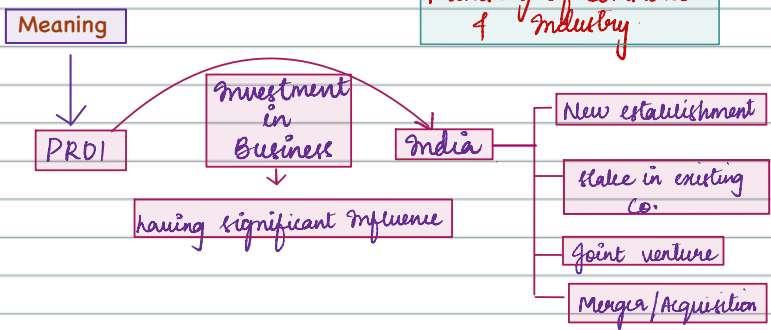 Meaning
& Industry
PROI
Investment
in
Business
having significant Influence
India
New establishment
stake in existing
Co.
Joint venture
Merger/Acquisition